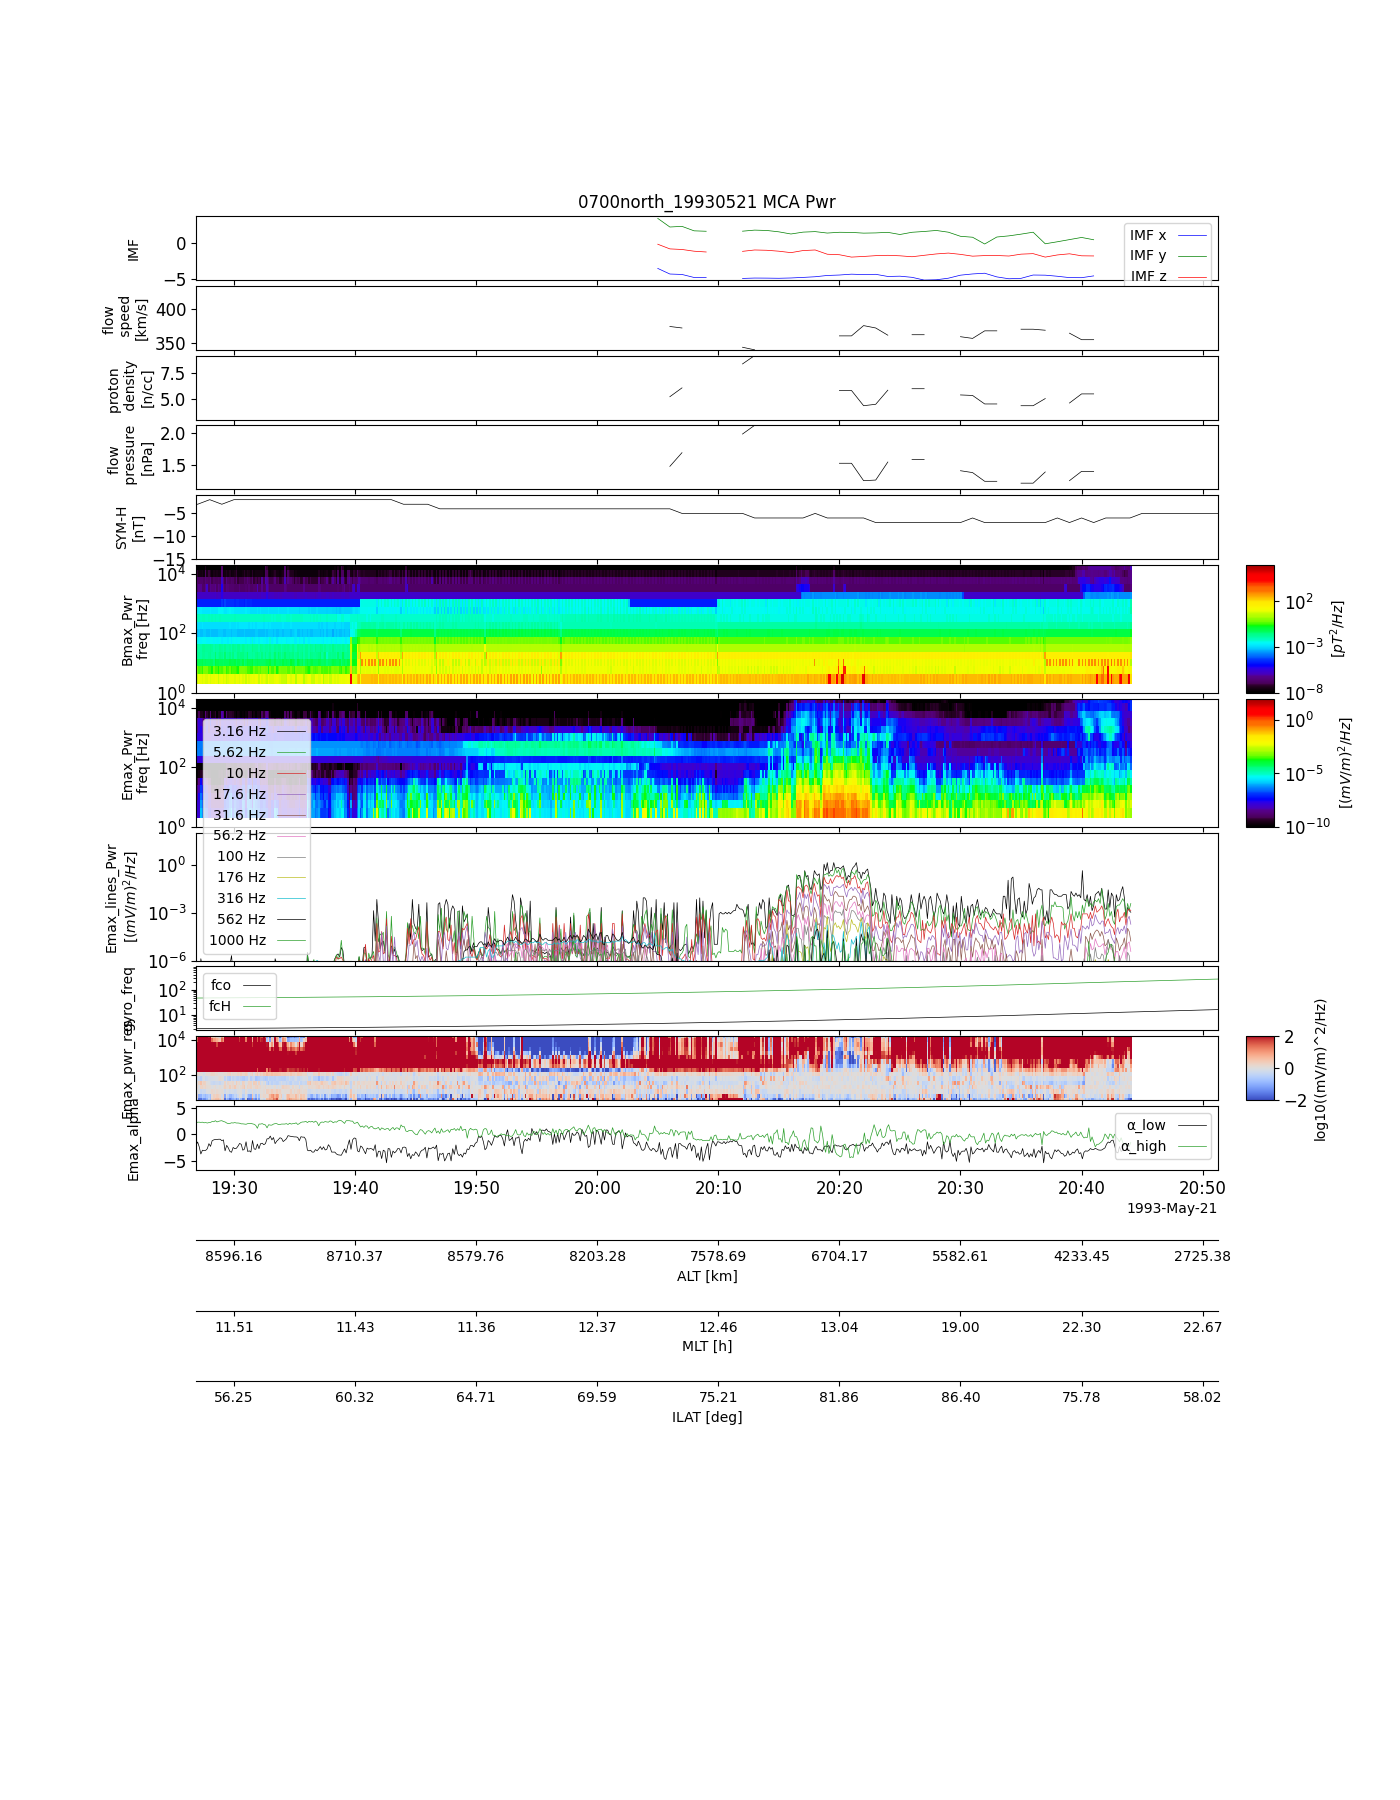 0700north_19930521 MCA Pwr
IMF
0
−5
IMF x
IMF y
IMF z
flow
speed
[km/s]
400
350
proton
density
[n/cc]
7.5
5.0
flow
pressure
[nPa]
2.0
1.5
SYM-H
[nT]
−5
−10
−15
Bmax_Pwr
freq [Hz]
10^4
10^2
10^0
10^2
10^−3
10^−8
[pT^2/Hz]
Emax_Pwr
freq [Hz]
10^4
10^2
10^0
10^0
10^−5
10^−10
[(mV/m)^2/Hz]
3.16 Hz
5.62 Hz
10 Hz
17.6 Hz
31.6 Hz
56.2 Hz
100 Hz
176 Hz
316 Hz
562 Hz
1000 Hz
Emax_lines_Pwr
[(mV/m)^2/Hz]
10^0
10^−3
10^−6
gyro_freq
10^2
10^1
fco
fcH
Emax_pwr_reg
10^4
10^2
2
0
−2
log10((mV/m)^2/Hz)
Emax_alpha
5
0
−5
α_low
α_high
19:30 19:40 19:50 20:00 20:10 20:20 20:30 20:40 20:50
1993-May-21
8596.16 8710.37 8579.76 8203.28 7578.69 6704.17 5582.61 4233.45 2725.38
ALT [km]
11.51 11.43 11.36 12.37 12.46 13.04 19.00 22.30 22.67
MLT [h]
56.25 60.32 64.71 69.59 75.21 81.86 86.40 75.78 58.02
ILAT [deg]